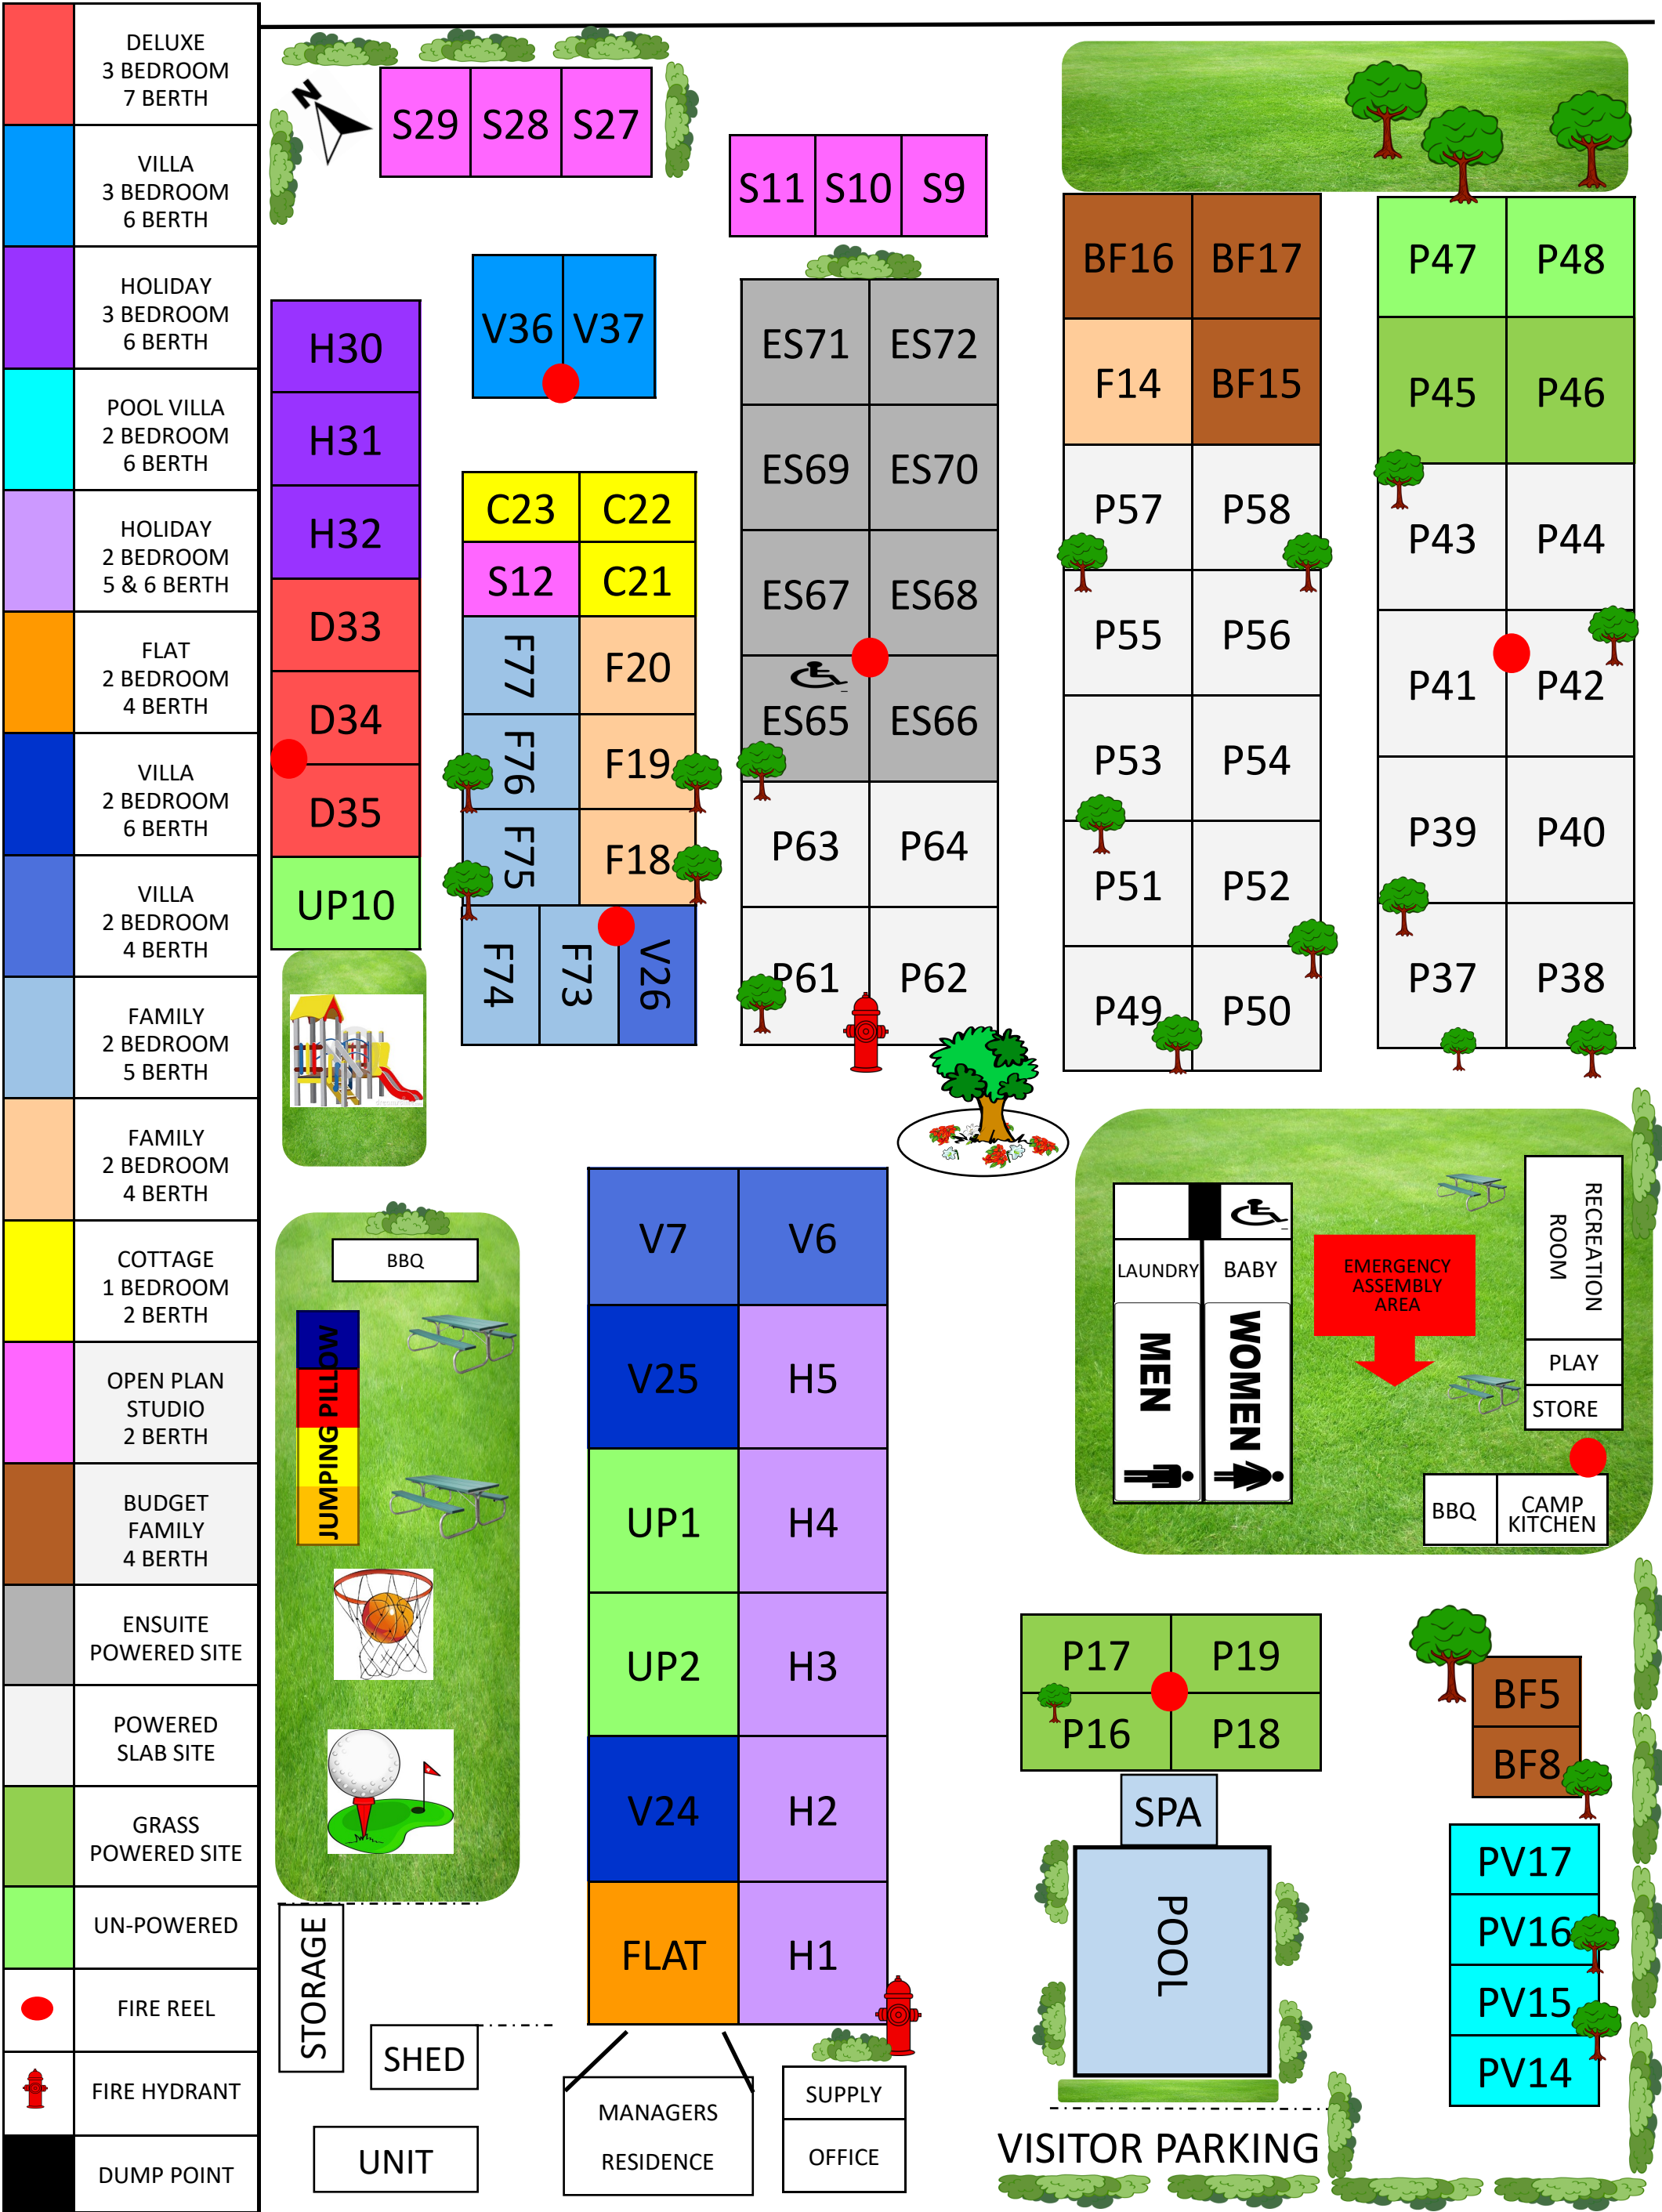 DELUXE
3 BEDROOM
7 BERTH
VILLA
3 BEDROOM
6 BERTH
HOLIDAY
3 BEDROOM
6 BERTH
POOL VILLA
2 BEDROOM
6 BERTH
HOLIDAY
2 BEDROOM
5 & 6 BERTH
FLAT
2 BEDROOM
4 BERTH
VILLA
2 BEDROOM
6 BERTH
VILLA
2 BEDROOM
4 BERTH
FAMILY
2 BEDROOM
5 BERTH
FAMILY
2 BEDROOM
4 BERTH
COTTAGE
1 BEDROOM
2 BERTH
OPEN PLAN
STUDIO
2 BERTH
BUDGET
FAMILY
4 BERTH
ENSUITE
POWERED SITE
POWERED
SLAB SITE
GRASS
POWERED SITE
UN-POWERED
FIRE REEL
FIRE HYDRANT
DUMP POINT
N
S29 S28 S27
S11 S10 S9
H30
H31
H32
D33
D34
D35
UP10
V36 V37
C23 C22
S12 C21
F77 F20
F76 F19
F75 F18
F74 F73 V26
ES71 ES72
ES69 ES70
ES67 ES68
ES65 ES66
P63 P64
P61 P62
BF16 BF17
F14 BF15
P57 P58
P55 P56
P53 P54
P51 P52
P49 P50
P47 P48
P45 P46
P43 P44
P41 P42
P39 P40
P37 P38
BBQ
JUMPING PILLOW
V7 V6
V25 H5
UP1 H4
UP2 H3
V24 H2
FLAT H1
LAUNDRY BABY
MEN WOMEN
EMERGENCY
ASSEMBLY
AREA
RECREATION
ROOM
PLAY
STORE
BBQ
CAMP
KITCHEN
P17 P19
P16 P18
SPA
POOL
BF5
BF8
PV17
PV16
PV15
PV14
STORAGE
SHED
UNIT
MANAGERS
RESIDENCE
SUPPLY
OFFICE
VISITOR PARKING